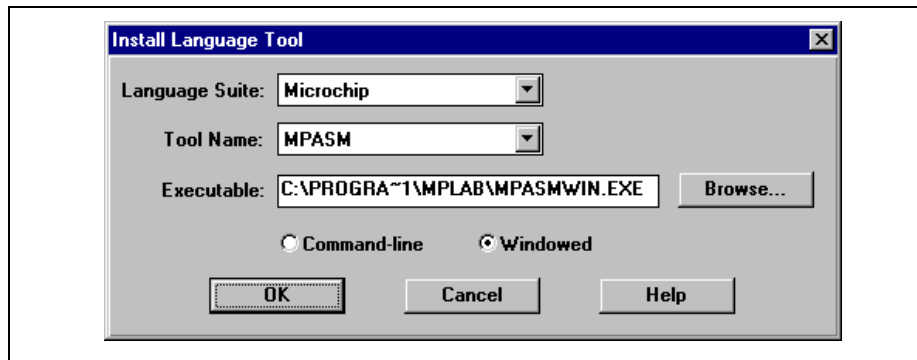 Install Language Tool
Language Suite: Microchip
Tool Name: MPASM
Executable: C:\PROGRA~1\MPLAB\MPASMWIN.EXE Browse...
Command-line Windowed
OK Cancel Help